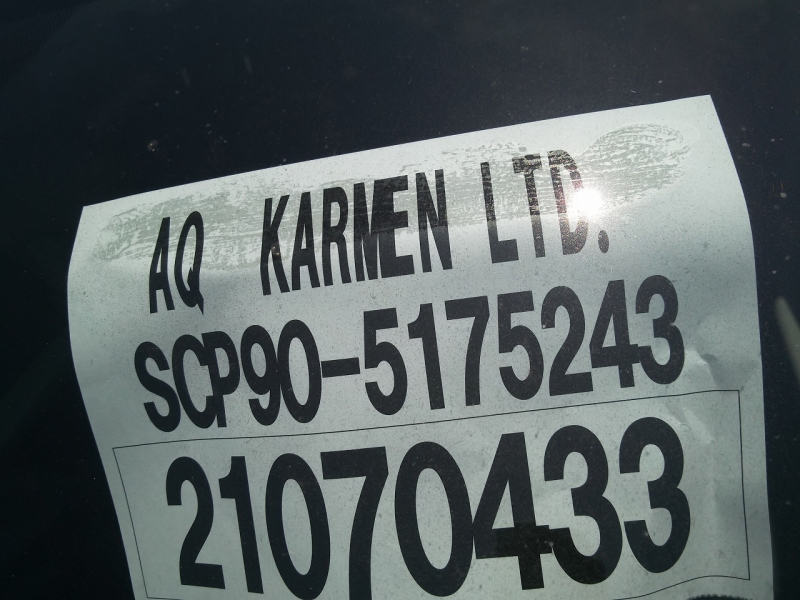 AQ KARMEN LTD.
SCP90-5175243
21070433